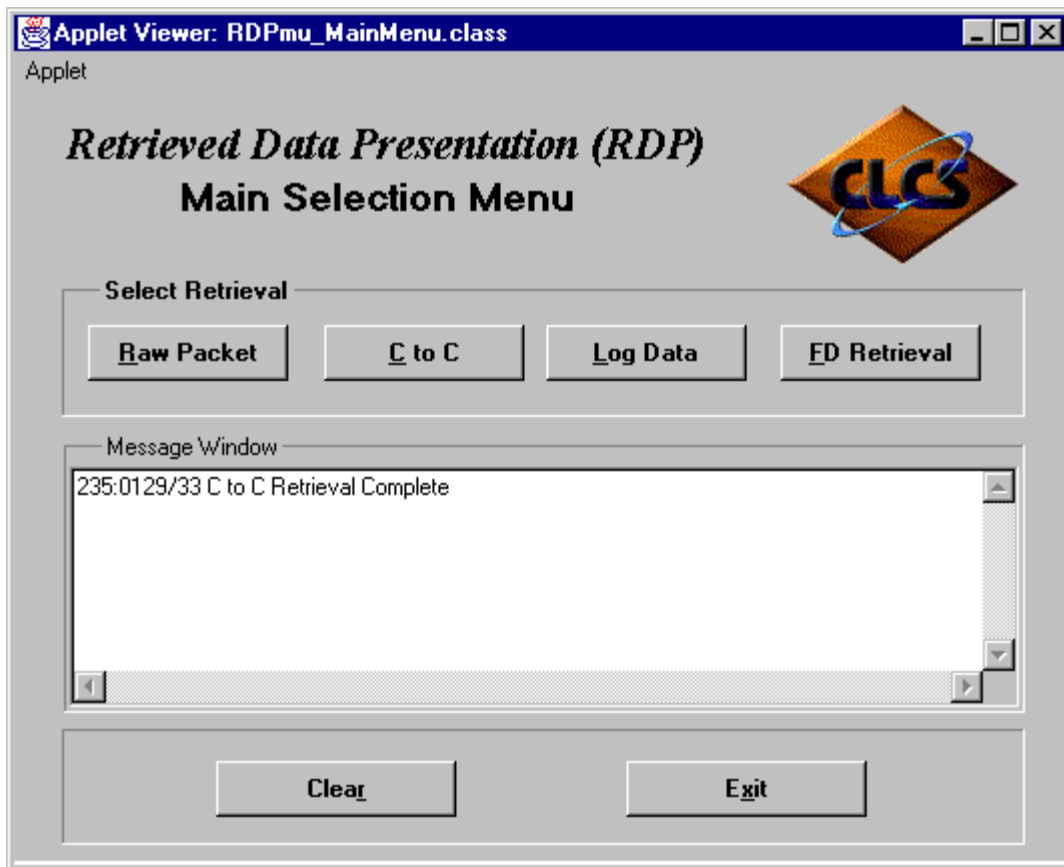 Applet Viewer: RDPmu_MainMenu.class
Applet
Retrieved Data Presentation (RDP)
Main Selection Menu
CLCS
Select Retrieval
Raw Packet
C to C
Log Data
FD Retrieval
Message Window
235:0129/33 C to C Retrieval Complete
Clear
Exit